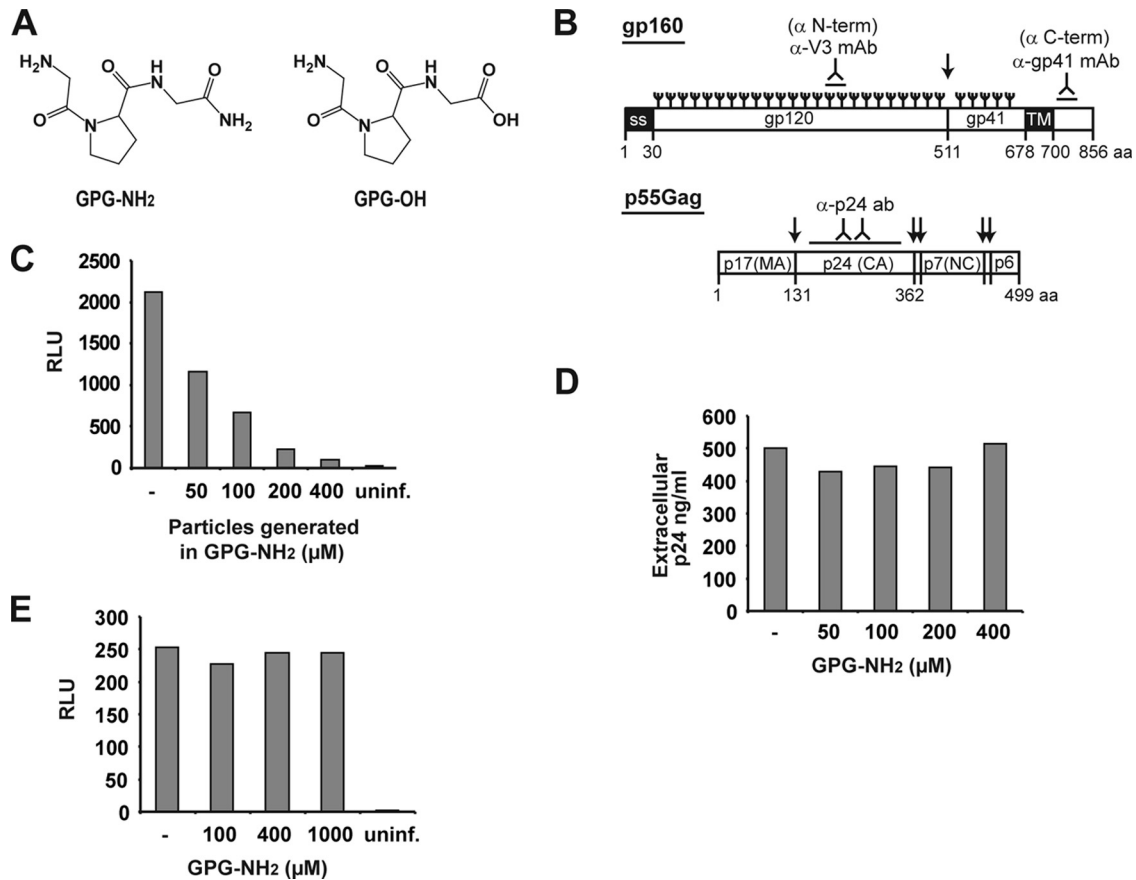 A
H₂N
O
H
N
O
O
N
NH₂
GPG-NH2
H₂N
O
H
N
O
O
N
OH
GPG-OH
B
gp160
(α N-term)
α-V3 mAb
(α C-term)
α-gp41 mAb
ss
gp120
gp41
TM
1 30 511 678 700 856 aa
p55Gag
α-p24 ab
p17(MA) p24 (CA) p7(NC) p6
1 131 362 499 aa
C
2500
2000
1500
1000
500
0
RLU
- 50 100 200 400 uninf.
Particles generated
in GPG-NH2 (µM)
D
600
500
400
300
200
100
0
Extracellular
p24 ng/ml
- 50 100 200 400
GPG-NH2 (µM)
E
300
250
200
150
100
50
0
RLU
- 100 400 1000 uninf.
GPG-NH2 (µM)